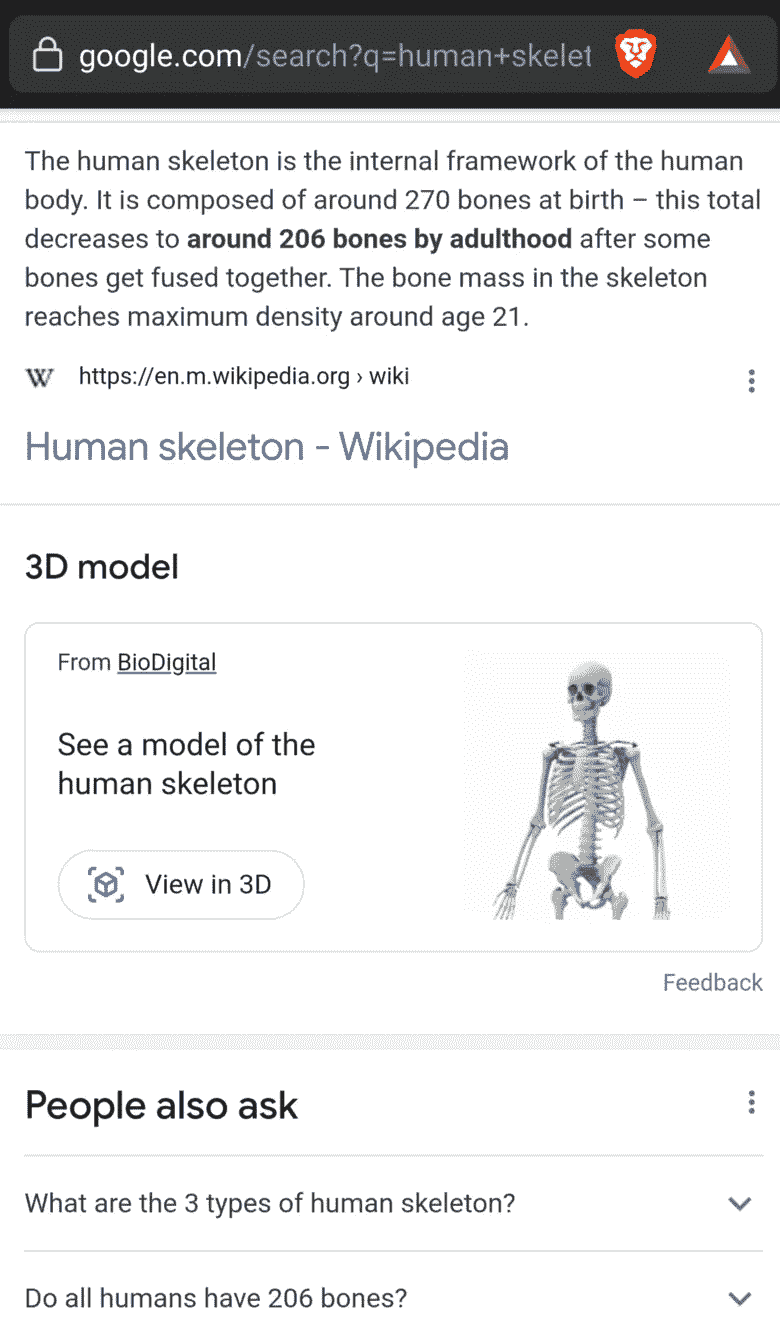 google.com/search?q=human+skelet
The human skeleton is the internal framework of the human
body. It is composed of around 270 bones at birth – this total
decreases to around 206 bones by adulthood after some
bones get fused together. The bone mass in the skeleton
reaches maximum density around age 21.
W https://en.m.wikipedia.org › wiki
Human skeleton - Wikipedia
3D model
From BioDigital
See a model of the
human skeleton
View in 3D
Feedback
People also ask
What are the 3 types of human skeleton?
Do all humans have 206 bones?